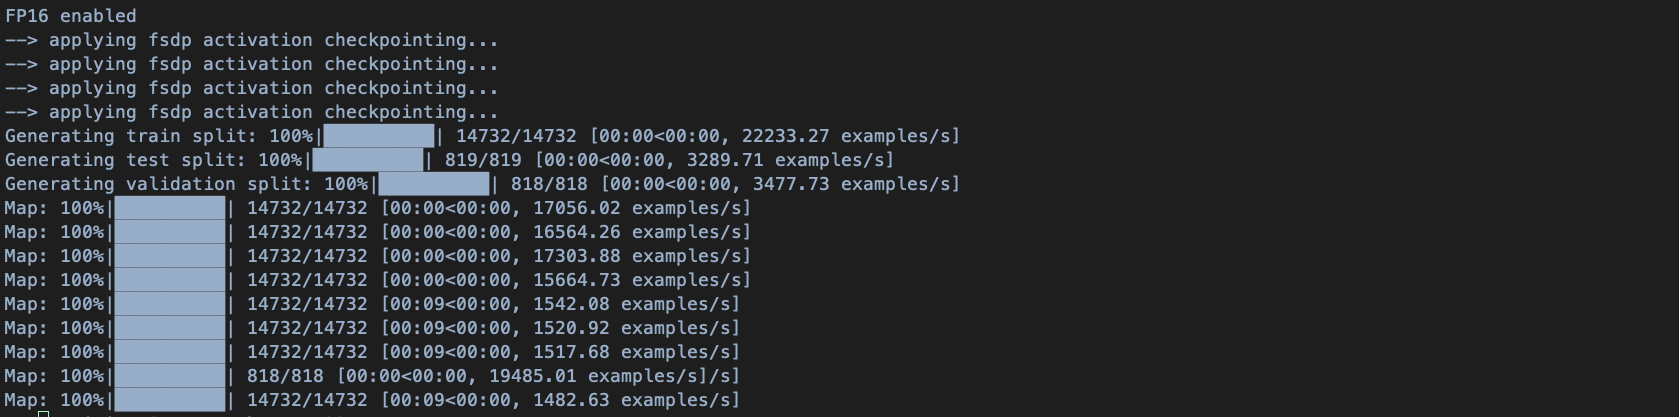 FP16 enabled
--> applying fsdp activation checkpointing...
--> applying fsdp activation checkpointing...
--> applying fsdp activation checkpointing...
--> applying fsdp activation checkpointing...
Generating train split: 100%|██████████| 14732/14732 [00:00<00:00, 22233.27 examples/s]
Generating test split: 100%|██████████| 819/819 [00:00<00:00, 3289.71 examples/s]
Generating validation split: 100%|██████████| 818/818 [00:00<00:00, 3477.73 examples/s]
Map: 100%|██████████| 14732/14732 [00:00<00:00, 17056.02 examples/s]
Map: 100%|██████████| 14732/14732 [00:00<00:00, 16564.26 examples/s]
Map: 100%|██████████| 14732/14732 [00:00<00:00, 17303.88 examples/s]
Map: 100%|██████████| 14732/14732 [00:00<00:00, 15664.73 examples/s]
Map: 100%|██████████| 14732/14732 [00:09<00:00, 1542.08 examples/s]
Map: 100%|██████████| 14732/14732 [00:09<00:00, 1520.92 examples/s]
Map: 100%|██████████| 14732/14732 [00:09<00:00, 1517.68 examples/s]
Map: 100%|██████████| 818/818 [00:00<00:00, 19485.01 examples/s]/s]
Map: 100%|██████████| 14732/14732 [00:09<00:00, 1482.63 examples/s]